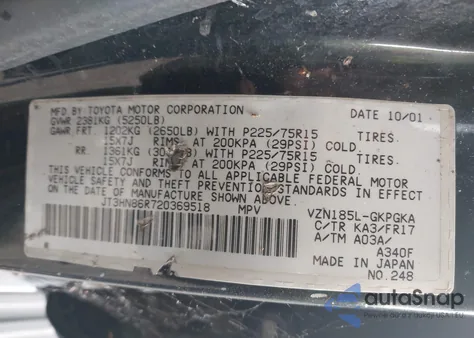 MFD BY TOYOTA MOTOR CORPORATION DATE 10/01
GVWR 2381KG (5250LB)
GAWR FRT 1202KG (2650LB) WITH P225/75R15 TIRES.
15X7J RIMS AT 200KPA (29PSI) COLD.
RR 1361KG WITH P225/75R15 TIRES.
15X7J RIMS AT 200KPA (29PSI) COLD.
THIS VEHICLE CONFORMS TO ALL APPLICABLE FEDERAL MOTOR
VEHICLE SAFETY AND THEFT PREVENTION STANDARDS IN EFFECT
ON THE DATE OF MANUFACTURE SHOWN ABOVE.
JT3HN86R720369518 MPV VZN185L-GKPGKA
C/TR KA3/FR17
A/TM A03A/
A340F
MADE IN JAPAN
NO.248
autoSnap